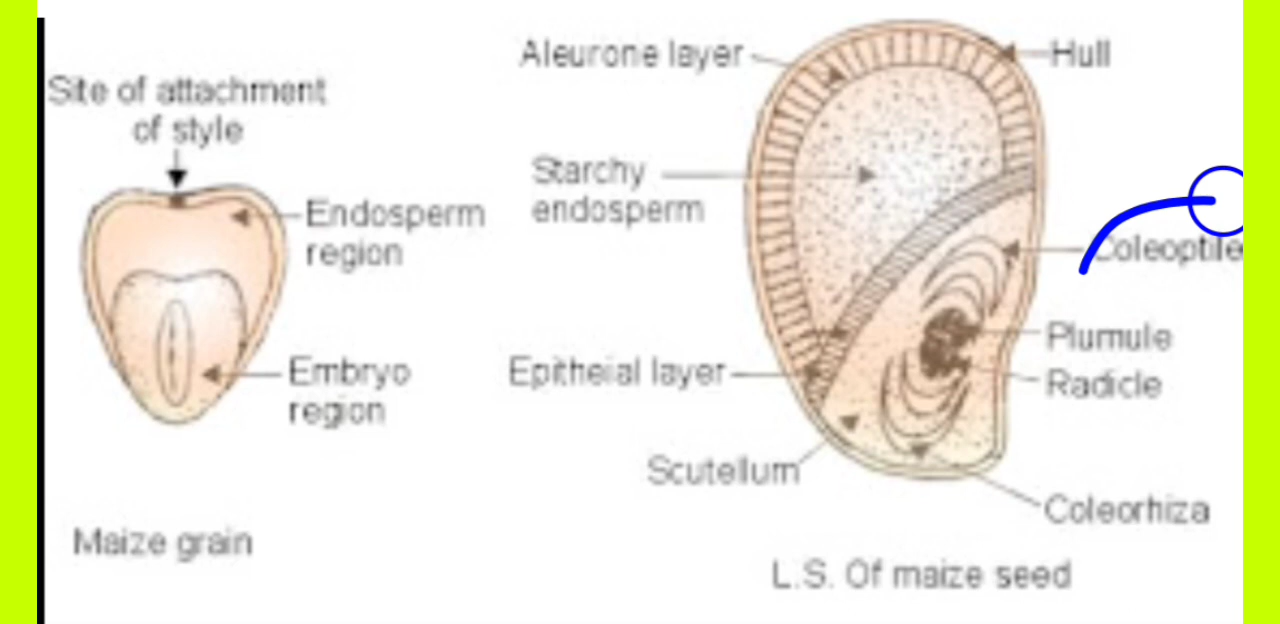 Site of attachment
of style
Endosperm
region
Embryo
region
Maize grain
Aleurone layer
Hull
Starchy
endosperm
Coleoptile
Plumule
Epitheial layer
Radicle
Scutellum
Coleorhiza
L.S. Of maize seed